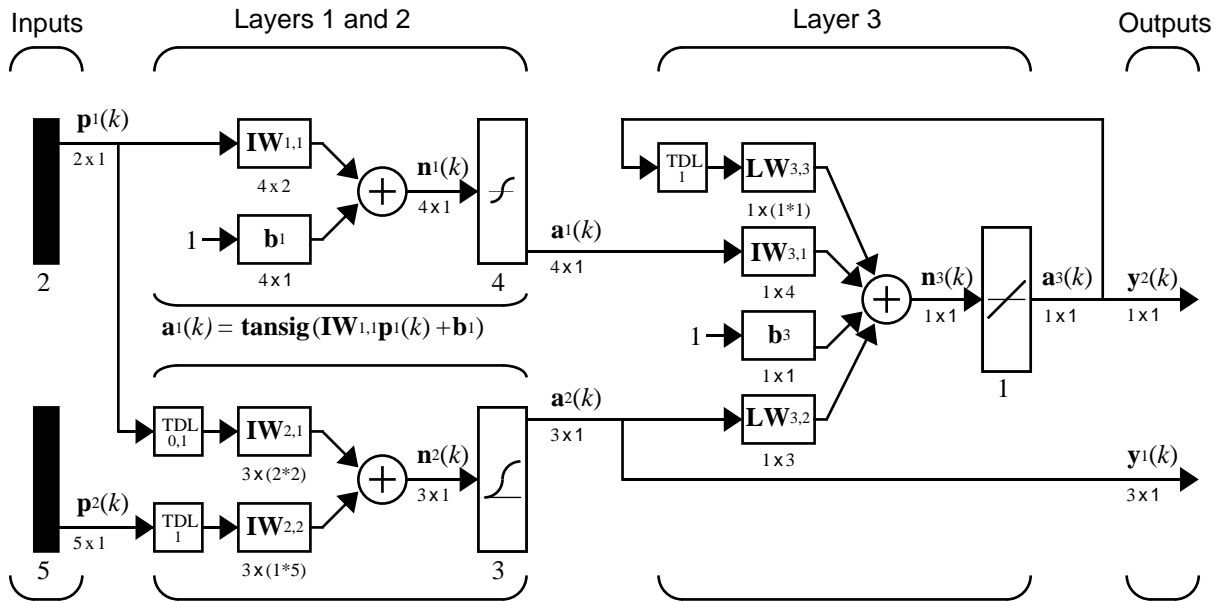 Inputs
Layers 1 and 2
Layer 3
Outputs
p1(k)
2 x 1
2
IW1,1
4 x 2
1
b1
4 x 1
n1(k)
4 x 1
4
a1(k) = tansig(IW1,1p1(k) +b1)
a1(k)
4 x 1
TDL
1
LW3,3
1 x (1*1)
IW3,1
1 x 4
1
b3
1 x 1
LW3,2
1 x 3
n3(k)
1 x 1
1
a3(k)
1 x 1
y2(k)
1 x 1
p2(k)
5 x 1
5
TDL
0,1
IW2,1
3 x (2*2)
TDL
1
IW2,2
3 x (1*5)
n2(k)
3 x 1
3
a2(k)
3 x 1
y1(k)
3 x 1